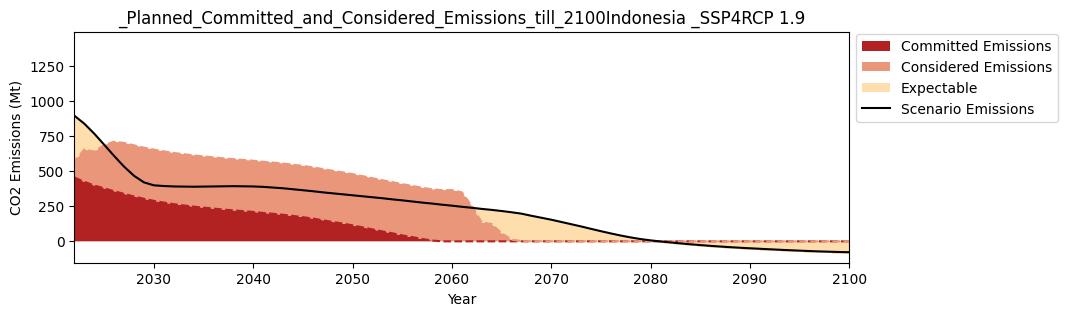 _Planned_Committed_and_Considered_Emissions_till_2100Indonesia _SSP4RCP 1.9
CO2 Emissions (Mt)
1250
1000
750
500
250
0
2030 2040 2050 2060 2070 2080 2090 2100
Year
Committed Emissions
Considered Emissions
Expectable
Scenario Emissions